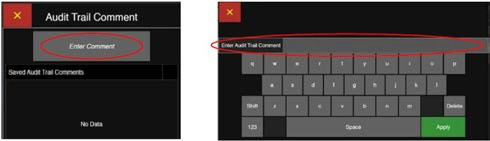 × Audit Trail Comment
Enter Comment
Saved Audit Trail Comments
No Data
×
Enter Audit Trail Comment
q w e r t y u i o p
a s d f g h j k l
Shift z x c v b n m Delete
123 Space Apply